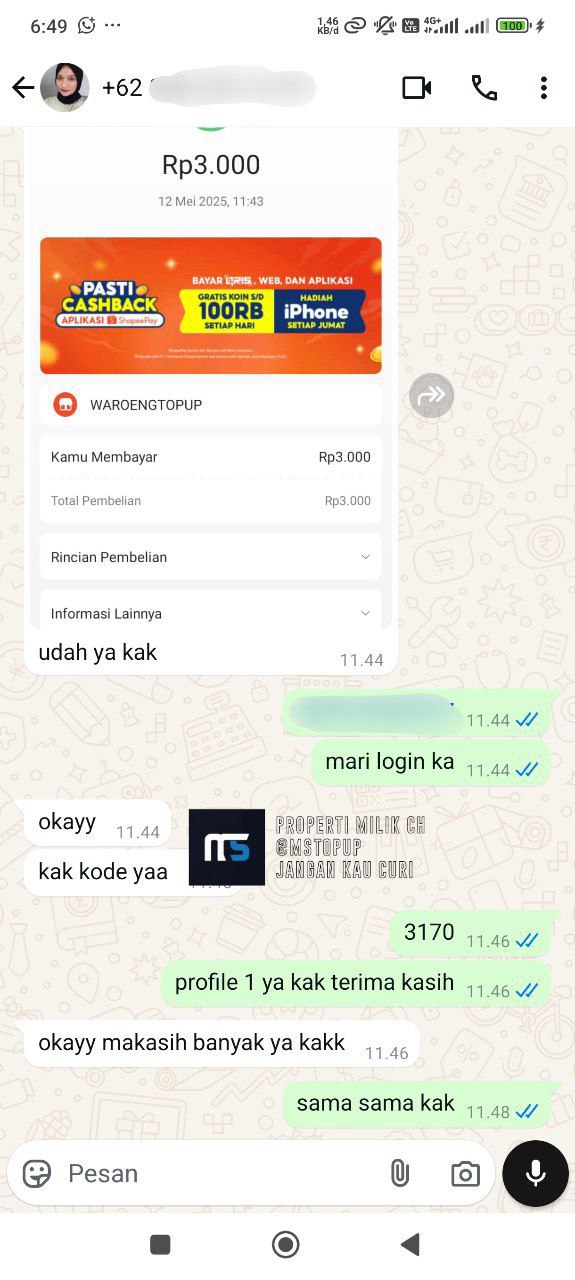 6:49
1,46
KB/d
Vo
LTE
4G+
100
+62
Rp3.000
12 Mei 2025, 11:43
PASTI
CASHBACK
APLIKASI ShopeePay
BAYAR QRIS, WEB, DAN APLIKASI
GRATIS KOIN S/D
100RB
SETIAP HARI
HADIAH
iPhone
SETIAP JUMAT
WAROENGTOPUP
Kamu Membayar Rp3.000
Total Pembelian Rp3.000
Rincian Pembelian
Informasi Lainnya
udah ya kak 11.44
11.44
mari login ka 11.44
okayy 11.44
kak kode yaa
MS
PROPERTI MILIK CH
@MSTOPUP
JANGAN KAU CURI
3170 11.46
profile 1 ya kak terima kasih 11.46
okayy makasih banyak ya kakk 11.46
sama sama kak 11.48
Pesan